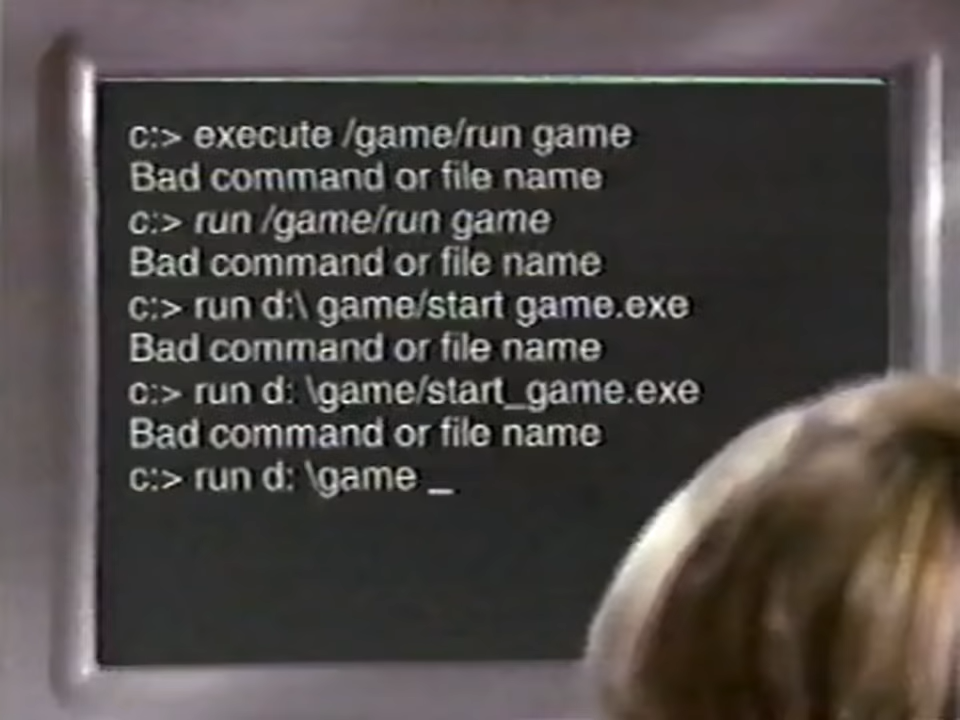 c:> execute /game/run game
Bad command or file name
c:> run /game/run game
Bad command or file name
c:> run d:\ game/start game.exe
Bad command or file name
c:> run d: \game/start_game.exe
Bad command or file name
c:> run d: \game _